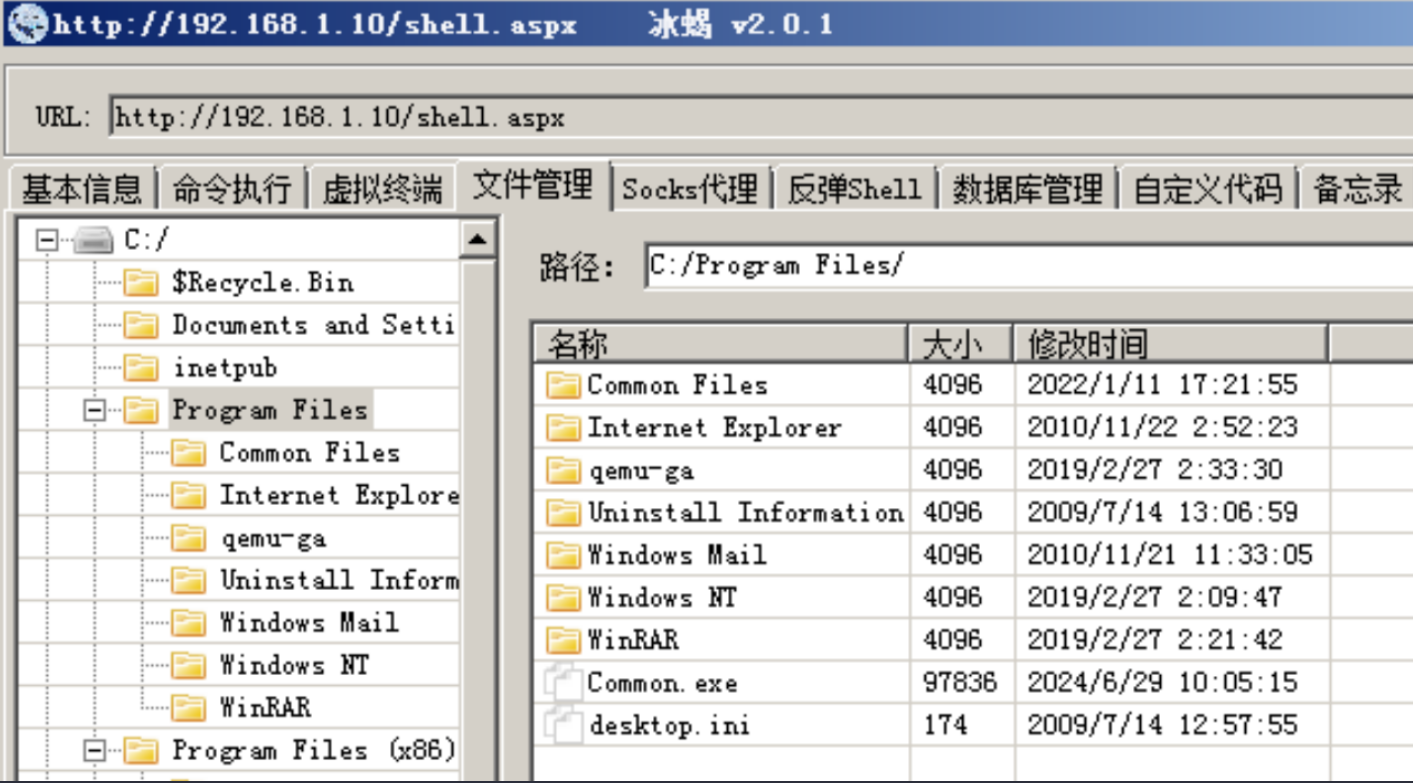 http://192.168.1.10/shell.aspx 冰蝎 v2.0.1
URL: http://192.168.1.10/shell.aspx
基本信息 命令执行 虚拟终端 文件管理 Socks代理 反弹Shell 数据库管理 自定义代码 备忘录
C:/
$Recycle.Bin
Documents and Setti
inetpub
Program Files
Common Files
Internet Explore
qemu-ga
Uninstall Inform
Windows Mail
Windows NT
WinRAR
Program Files (x86)
路径: C:/Program Files/
名称 大小 修改时间
Common Files 4096 2022/1/11 17:21:55
Internet Explorer 4096 2010/11/22 2:52:23
qemu-ga 4096 2019/2/27 2:33:30
Uninstall Information 4096 2009/7/14 13:06:59
Windows Mail 4096 2010/11/21 11:33:05
Windows NT 4096 2019/2/27 2:09:47
WinRAR 4096 2019/2/27 2:21:42
Common.exe 97836 2024/6/29 10:05:15
desktop.ini 174 2009/7/14 12:57:55